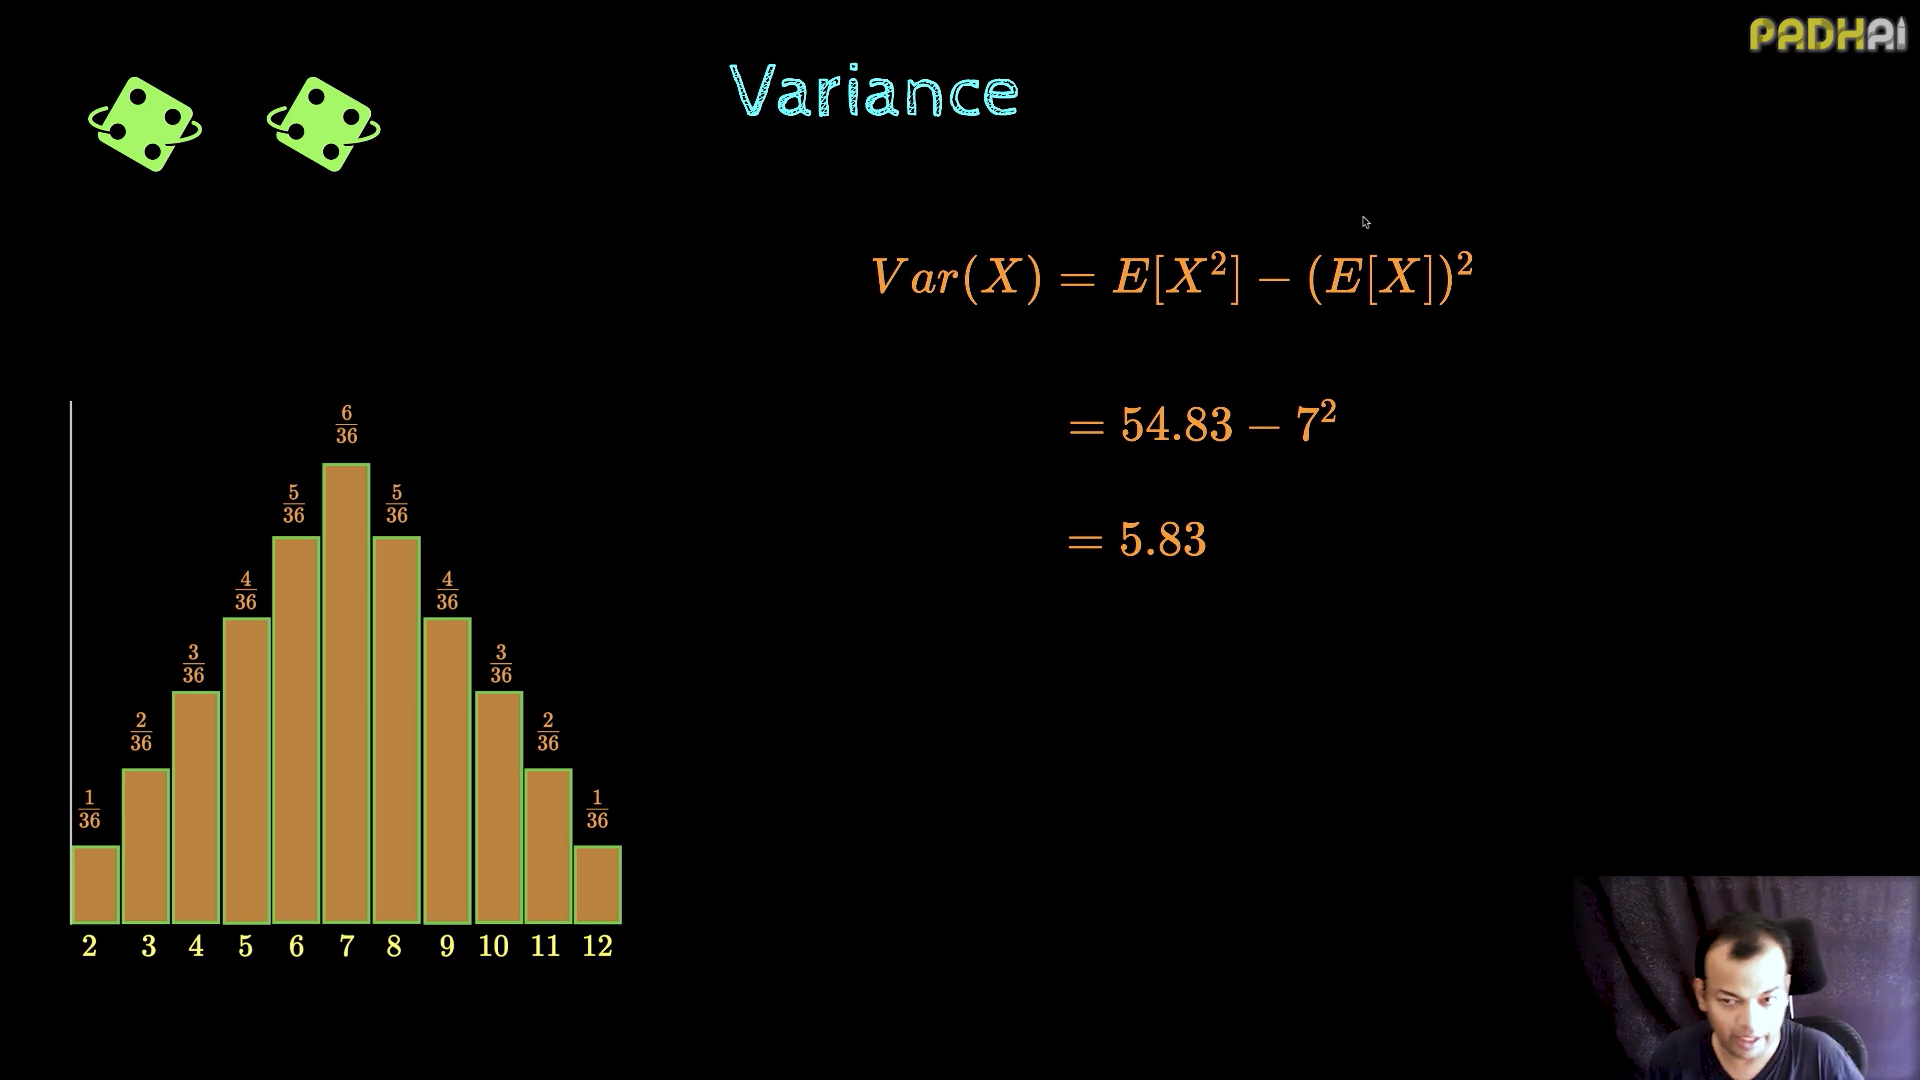 PADHAI
Variance
Var(X) = E[X²] − (E[X])²
= 54.83 − 7²
= 5.83
6/36
5/36 5/36
4/36 4/36
3/36 3/36
2/36 2/36
1/36 1/36
2 3 4 5 6 7 8 9 10 11 12